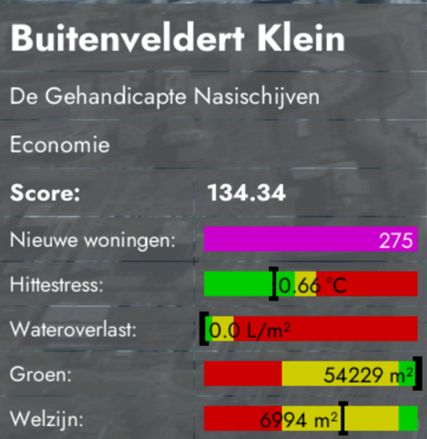 Buitenveldert Klein
De Gehandicapte Nasischijven
Economie
Score: 134.34
Nieuwe woningen: 275
Hittestress: 0.66 °C
Wateroverlast: 0.0 L/m²
Groen: 54229 m²
Welzijn: 6994 m²